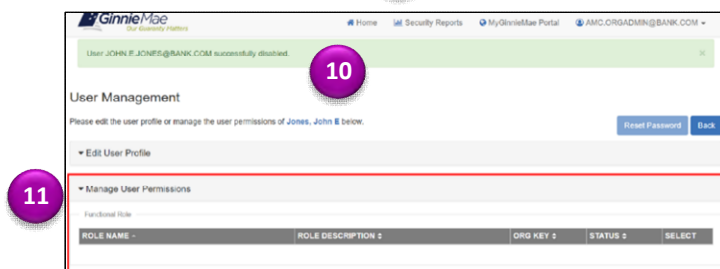 GinnieMae
Our Guaranty Matters
Home Security Reports MyGinnieMae Portal AMC.ORGADMIN@BANK.COM
User JOHN.E.JONES@BANK.COM successfully disabled. ×
10
User Management
Please edit the user profile or manage the user permissions of Jones, John E below.
Reset Password Back
Edit User Profile
11
Manage User Permissions
Functional Role
ROLE NAME ROLE DESCRIPTION ORG KEY STATUS SELECT